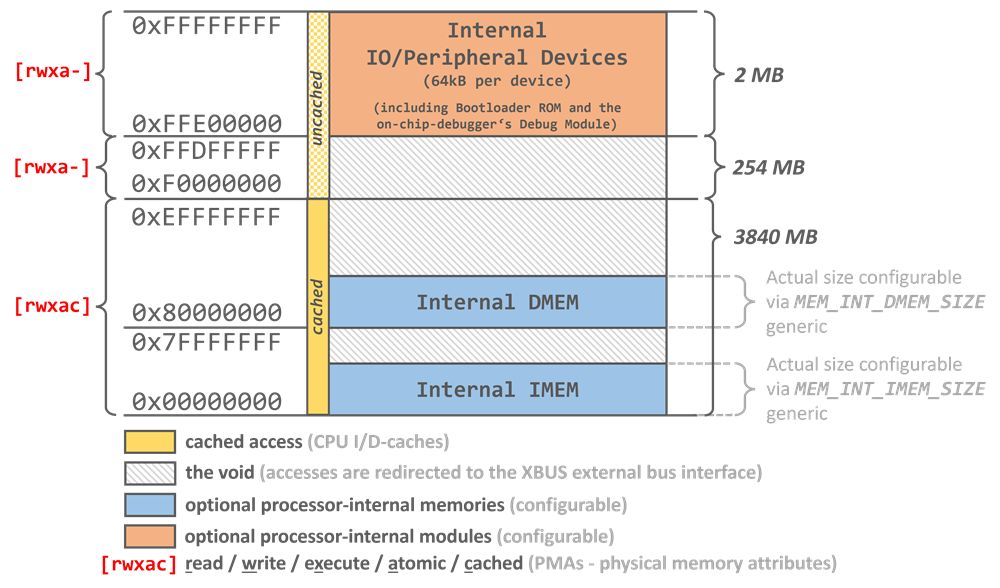 0xFFFFFFFF
[rwxa-]
0xFFE00000
uncached
Internal
IO/Peripheral Devices
(64kB per device)
(including Bootloader ROM and the
on-chip-debugger‘s Debug Module)
2 MB
0xFFDFFFFF
[rwxa-]
0xF0000000
254 MB
0xEFFFFFFF
3840 MB
[rwxac]
cached
0x80000000
Internal DMEM
Actual size configurable
via MEM_INT_DMEM_SIZE
generic
0x7FFFFFFF
0x00000000
Internal IMEM
Actual size configurable
via MEM_INT_IMEM_SIZE
generic
cached access (CPU I/D-caches)
the void (accesses are redirected to the XBUS external bus interface)
optional processor-internal memories (configurable)
optional processor-internal modules (configurable)
[rwxac] read / write / execute / atomic / cached (PMAs - physical memory attributes)